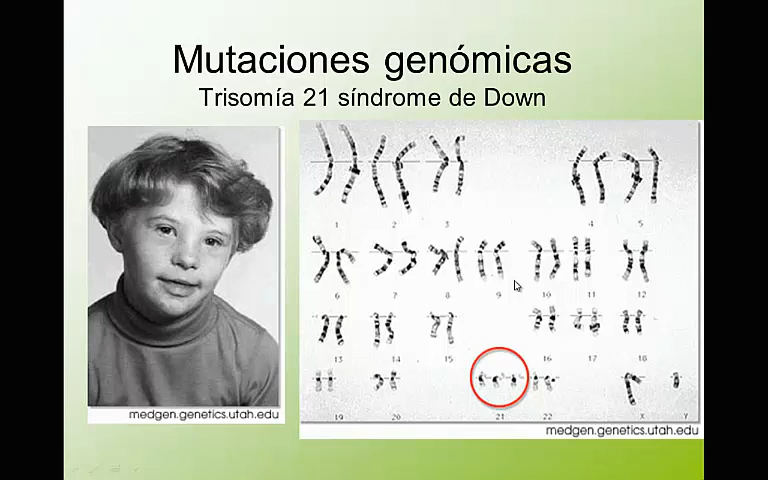 Mutaciones genómicas
Trisomía 21 síndrome de Down
1 2 3 4 5
6 7 8 9 10 11 12
13 14 15 16 17 18
19 20 21 22 X Y
medgen.genetics.utah.edu
medgen.genetics.utah.edu